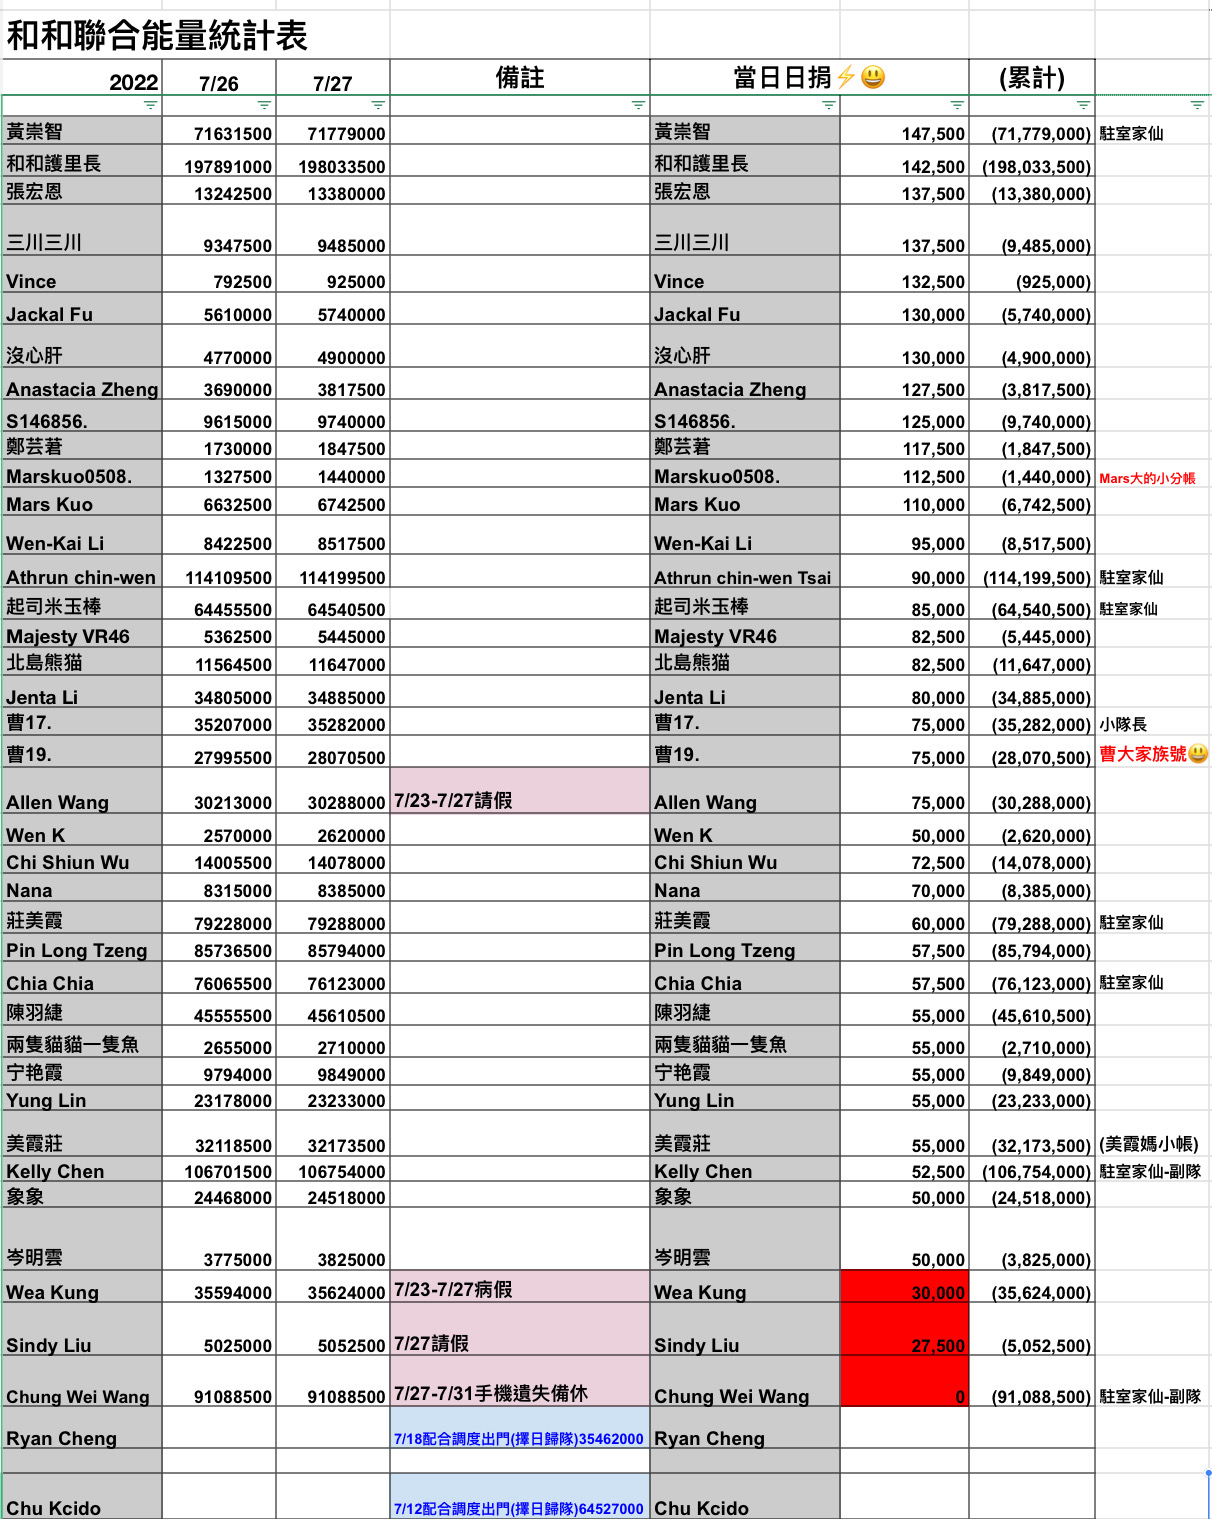 和和聯合能量統計表
2022 7/26 7/27 備註 當日日捐⚡😃 (累計)
黃崇智 71631500 71779000 黃崇智 147,500 (71,779,000) 駐室家仙
和和護里長 197891000 198033500 和和護里長 142,500 (198,033,500)
張宏恩 13242500 13380000 張宏恩 137,500 (13,380,000)
三川三川 9347500 9485000 三川三川 137,500 (9,485,000)
Vince 792500 925000 Vince 132,500 (925,000)
Jackal Fu 5610000 5740000 Jackal Fu 130,000 (5,740,000)
沒心肝 4770000 4900000 沒心肝 130,000 (4,900,000)
Anastacia Zheng 3690000 3817500 Anastacia Zheng 127,500 (3,817,500)
S146856. 9615000 9740000 S146856. 125,000 (9,740,000)
鄭芸莙 1730000 1847500 鄭芸莙 117,500 (1,847,500)
Marskuo0508. 1327500 1440000 Marskuo0508. 112,500 (1,440,000) Mars大的小分帳
Mars Kuo 6632500 6742500 Mars Kuo 110,000 (6,742,500)
Wen-Kai Li 8422500 8517500 Wen-Kai Li 95,000 (8,517,500)
Athrun chin-wen 114109500 114199500 Athrun chin-wen Tsai 90,000 (114,199,500) 駐室家仙
起司米玉棒 64455500 64540500 起司米玉棒 85,000 (64,540,500) 駐室家仙
Majesty VR46 5362500 5445000 Majesty VR46 82,500 (5,445,000)
北島熊猫 11564500 11647000 北島熊猫 82,500 (11,647,000)
Jenta Li 34805000 34885000 Jenta Li 80,000 (34,885,000)
曹17. 35207000 35282000 曹17. 75,000 (35,282,000) 小隊長
曹19. 27995500 28070500 曹19. 75,000 (28,070,500) 曹大家族號😃
Allen Wang 30213000 30288000 7/23-7/27請假 Allen Wang 75,000 (30,288,000)
Wen K 2570000 2620000 Wen K 50,000 (2,620,000)
Chi Shiun Wu 14005500 14078000 Chi Shiun Wu 72,500 (14,078,000)
Nana 8315000 8385000 Nana 70,000 (8,385,000)
莊美霞 79228000 79288000 莊美霞 60,000 (79,288,000) 駐室家仙
Pin Long Tzeng 85736500 85794000 Pin Long Tzeng 57,500 (85,794,000)
Chia Chia 76065500 76123000 Chia Chia 57,500 (76,123,000) 駐室家仙
陳羽緁 45555500 45610500 陳羽緁 55,000 (45,610,500)
兩隻貓貓一隻魚 2655000 2710000 兩隻貓貓一隻魚 55,000 (2,710,000)
宁艳霞 9794000 9849000 宁艳霞 55,000 (9,849,000)
Yung Lin 23178000 23233000 Yung Lin 55,000 (23,233,000)
美霞莊 32118500 32173500 美霞莊 55,000 (32,173,500) (美霞媽小帳)
Kelly Chen 106701500 106754000 Kelly Chen 52,500 (106,754,000) 駐室家仙-副隊
象象 24468000 24518000 象象 50,000 (24,518,000)
岑明雲 3775000 3825000 岑明雲 50,000 (3,825,000)
Wea Kung 35594000 35624000 7/23-7/27病假 Wea Kung 30,000 (35,624,000)
Sindy Liu 5025000 5052500 7/27請假 Sindy Liu 27,500 (5,052,500)
Chung Wei Wang 91088500 91088500 7/27-7/31手機遺失備休 Chung Wei Wang 0 (91,088,500) 駐室家仙-副隊
Ryan Cheng 7/18配合調度出門(擇日歸隊)35462000 Ryan Cheng
Chu Kcido 7/12配合調度出門(擇日歸隊)64527000 Chu Kcido